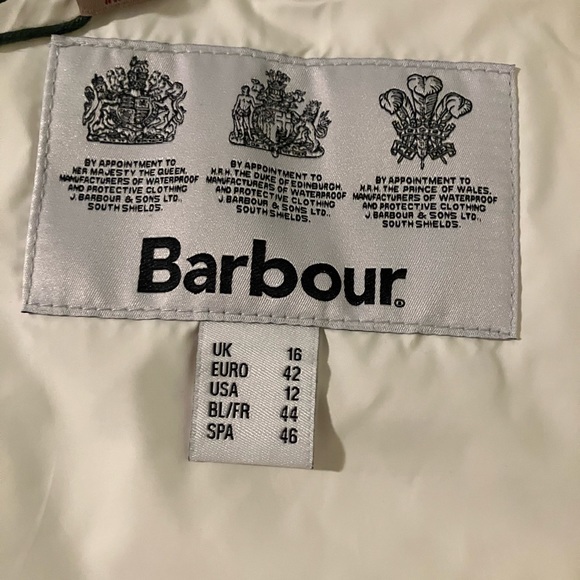 BY APPOINTMENT TO
HER MAJESTY THE QUEEN.
MANUFACTURERS OF WATERPROOF
AND PROTECTIVE CLOTHING
J. BARBOUR & SONS LTD.,
SOUTH SHIELDS.
BY APPOINTMENT TO
H.R.H. THE DUKE OF EDINBURGH.
MANUFACTURERS OF WATERPROOF
AND PROTECTIVE CLOTHING
J. BARBOUR & SONS LTD.,
SOUTH SHIELDS.
BY APPOINTMENT TO
H.R.H. THE PRINCE OF WALES.
MANUFACTURERS OF WATERPROOF
AND PROTECTIVE CLOTHING
J. BARBOUR & SONS LTD.,
SOUTH SHIELDS.
Barbour®
UK 16
EURO 42
USA 12
BL/FR 44
SPA 46